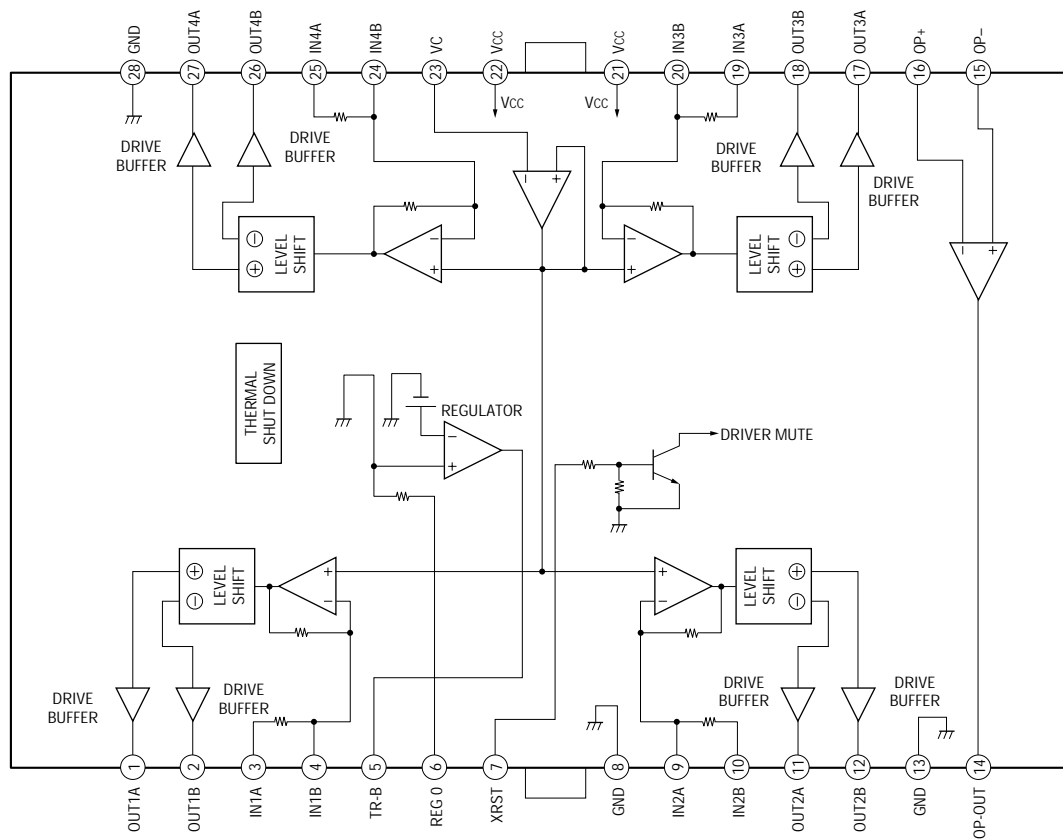 GND
OUT4A
OUT4B
IN4A
IN4B
VC
Vcc
Vcc
IN3B
IN3A
OUT3B
OUT3A
OP+
OP−
28
27
26
25
24
23
22
21
20
19
18
17
16
15
Vcc
Vcc
DRIVE
BUFFER
DRIVE
BUFFER
DRIVE
BUFFER
DRIVE
BUFFER
− +
− +
−
+
LEVEL
SHIFT
−
+
−
+
LEVEL
SHIFT
−
+
THERMAL
SHUT DOWN
REGULATOR
−
+
DRIVER MUTE
+
−
LEVEL
SHIFT
+
−
+
−
LEVEL
SHIFT
+
−
DRIVE
BUFFER
DRIVE
BUFFER
DRIVE
BUFFER
DRIVE
BUFFER
1
2
3
4
5
6
7
8
9
10
11
12
13
14
OUT1A
OUT1B
IN1A
IN1B
TR-B
REG 0
XRST
GND
IN2A
IN2B
OUT2A
OUT2B
GND
OP-OUT